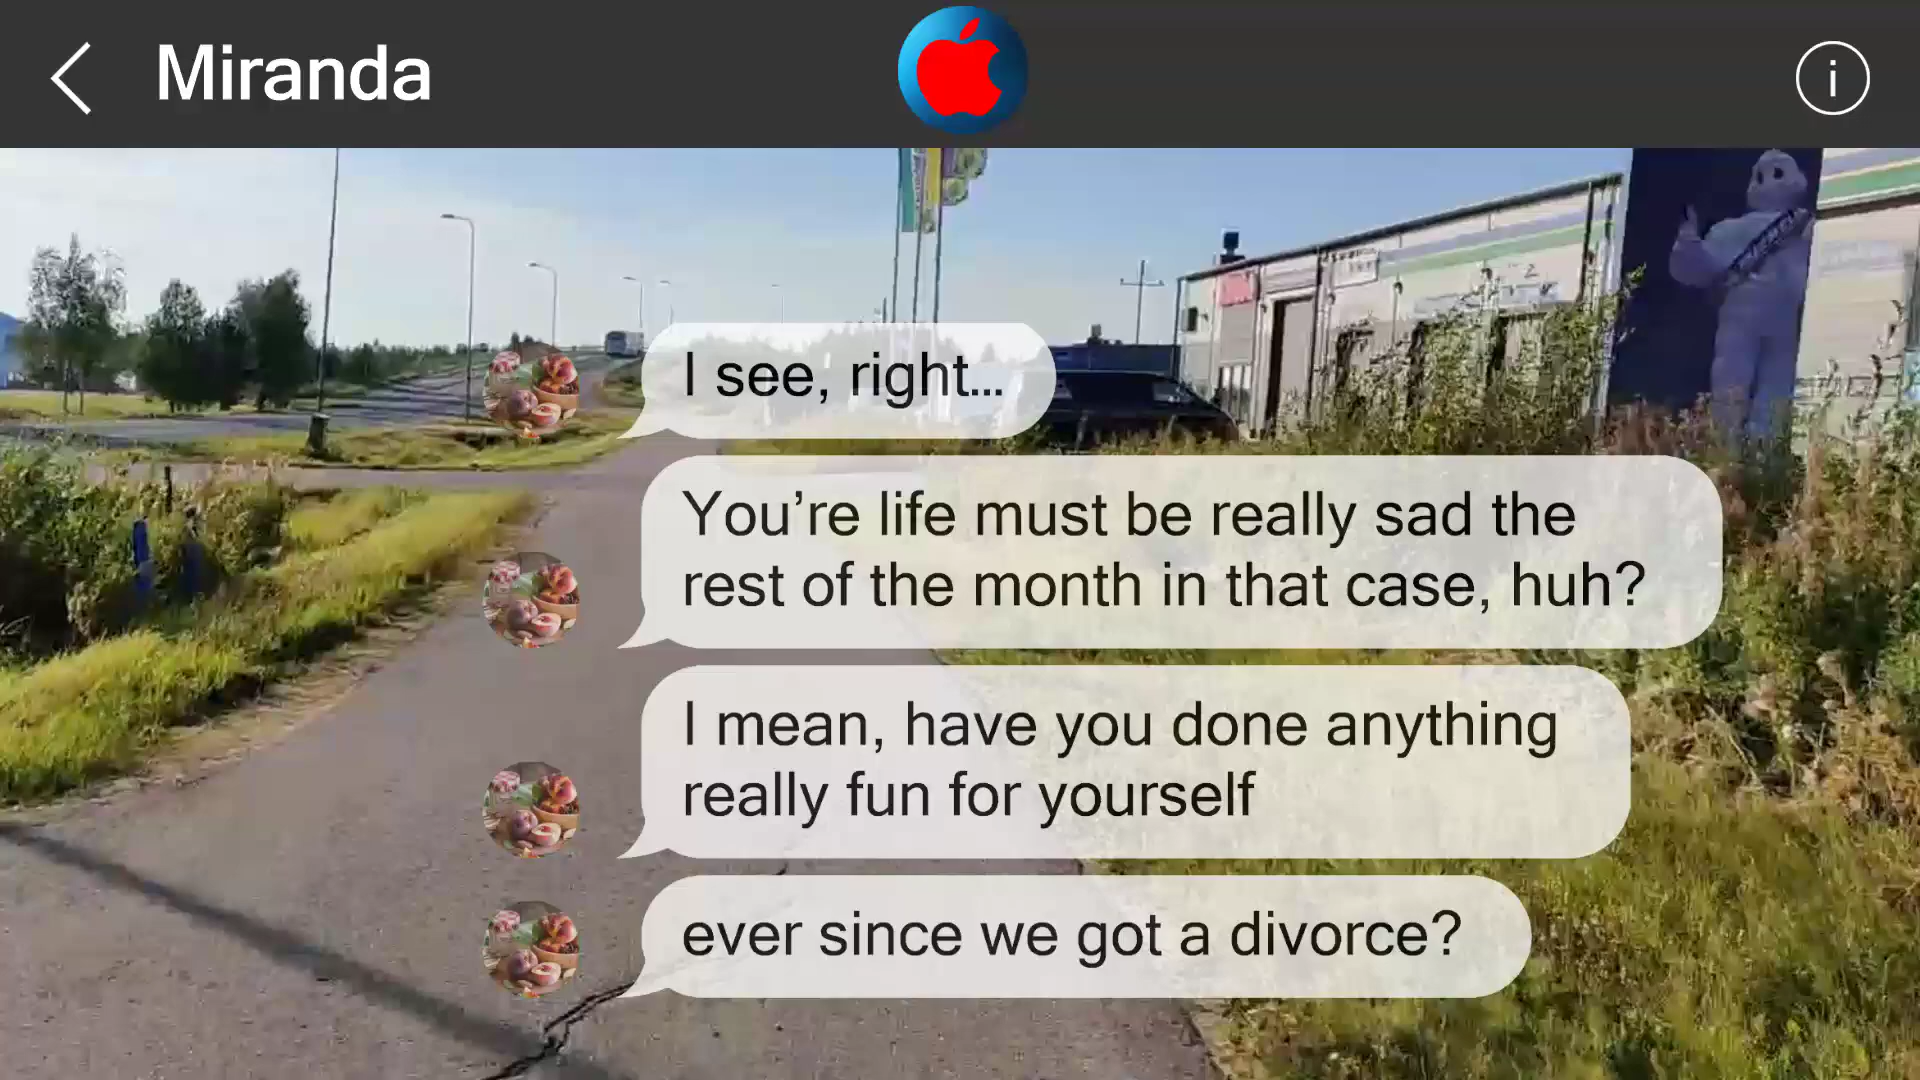 Miranda
i
I see, right...
You’re life must be really sad the
rest of the month in that case, huh?
I mean, have you done anything
really fun for yourself
ever since we got a divorce?